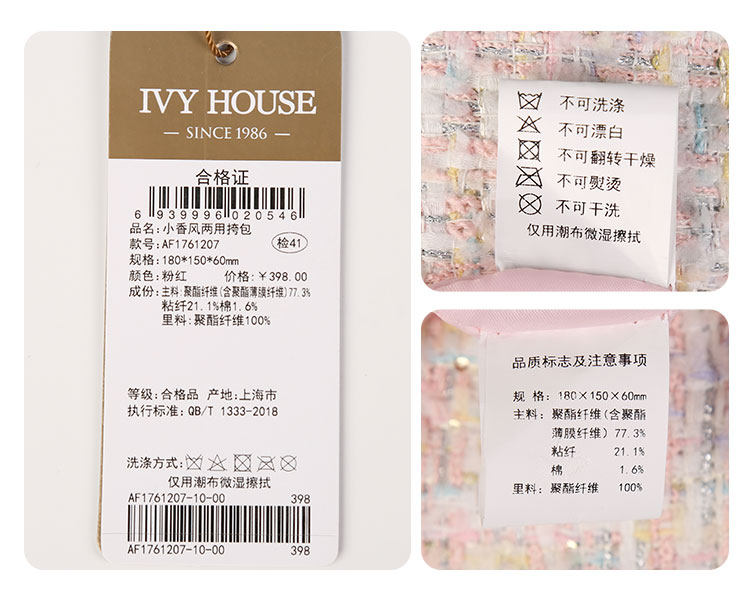 IVY HOUSE
SINCE 1986
合格证
6 939996 020546
品名:小香风两用挎包
款号:AF1761207 检41
规格:180*150*60mm
颜色:粉红 价格:¥398.00
成份:主料:聚酯纤维(含聚酯薄膜纤维)77.3%
粘纤21.1%棉1.6%
里料:聚酯纤维100%
等级:合格品 产地:上海市
执行标准:QB/T 1333-2018
洗涤方式:
仅用潮布微湿擦拭
AF1761207-10-00 398
AF1761207-10-00 398
不可洗涤
不可漂白
不可翻转干燥
不可熨烫
不可干洗
仅用潮布微湿擦拭
品质标志及注意事项
规 格:180×150×60mm
主料:聚酯纤维(含聚酯
薄膜纤维)77.3%
粘纤 21.1%
棉 1.6%
里料:聚酯纤维 100%